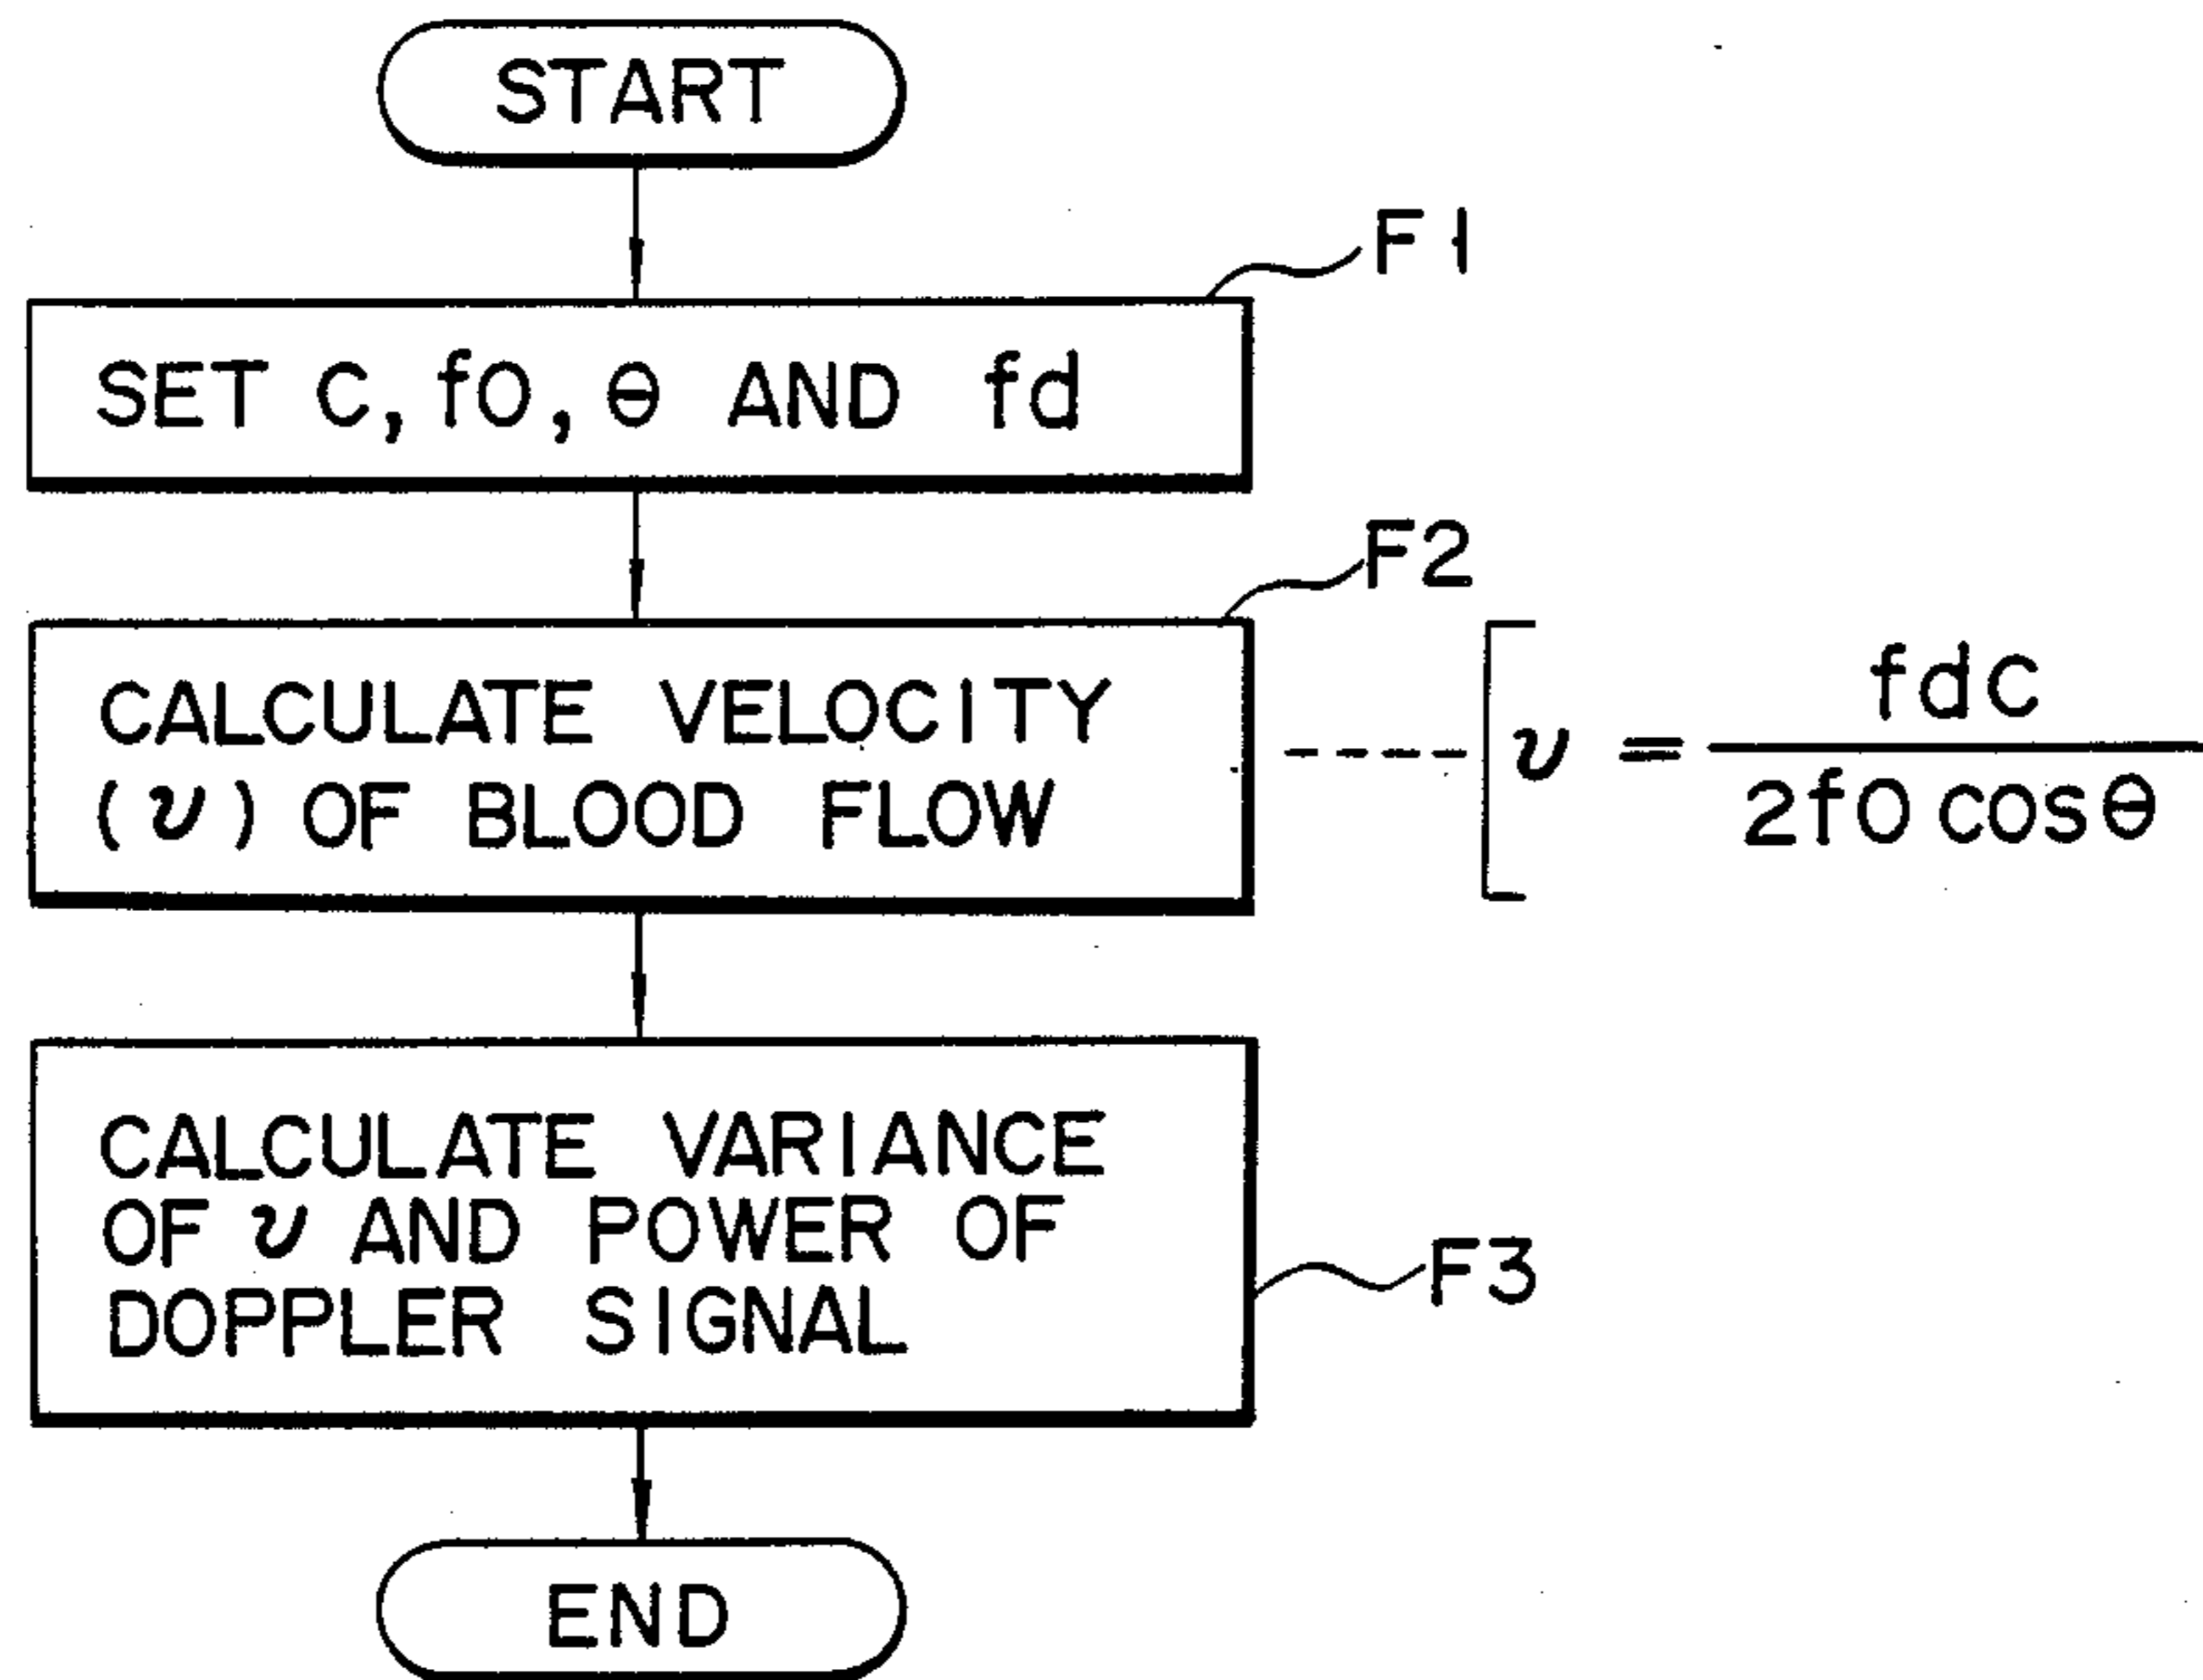 START
F1
SET C, f0, θ AND fd
F2
CALCULATE VELOCITY
(v) OF BLOOD FLOW
v = fdc / 2f0 cosθ
CALCULATE VARIANCE
OF v AND POWER OF
DOPPLER SIGNAL
F3
END